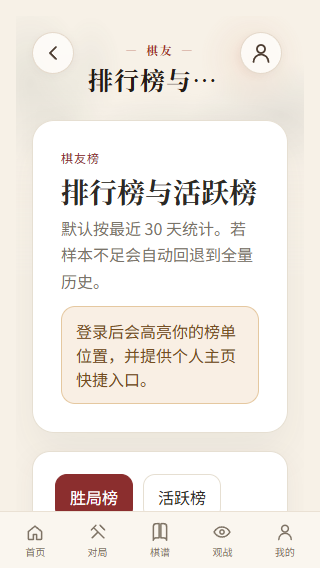 — 棋友 —
排行榜与…
棋友榜
排行榜与活跃榜
默认按最近 30 天统计。若
样本不足会自动回退到全量
历史。
登录后会高亮你的榜单
位置，并提供个人主页
快捷入口。
胜局榜 活跃榜
首页 对局 棋谱 观战 我的